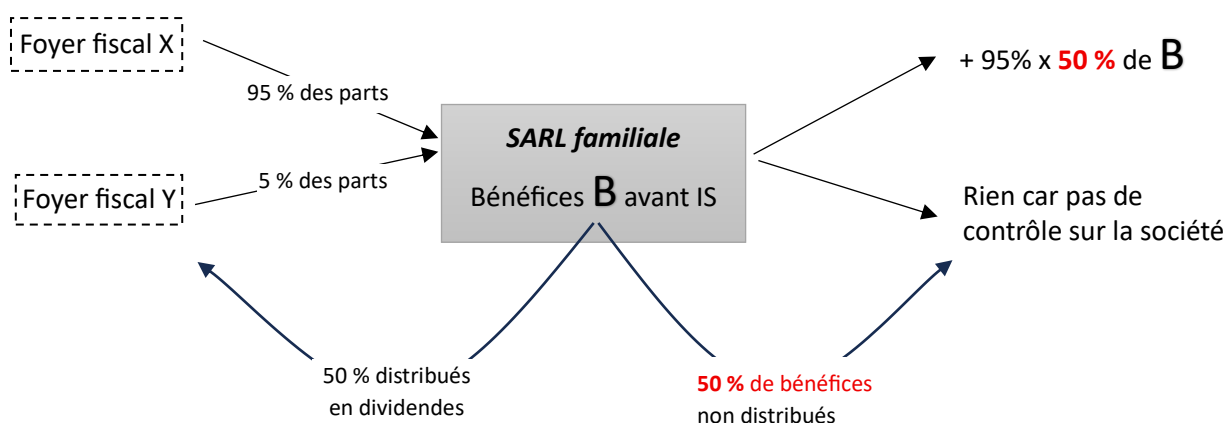 Foyer fiscal X
95 % des parts
Foyer fiscal Y
5 % des parts
SARL familiale
Bénéfices B avant IS
+ 95% x 50 % de B
Rien car pas de
contrôle sur la société
50 % distribués
en dividendes
50 % de bénéfices
non distribués